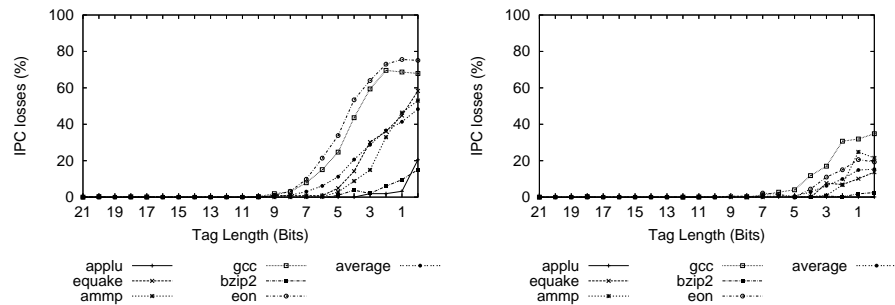 100
80
60
40
20
0
IPC losses (%)
21 19 17 15 13 11 9 7 5 3 1
Tag Length (Bits)
applu gcc average
equake bzip2
ammp eon
100
80
60
40
20
0
IPC losses (%)
21 19 17 15 13 11 9 7 5 3 1
Tag Length (Bits)
applu gcc average
equake bzip2
ammp eon